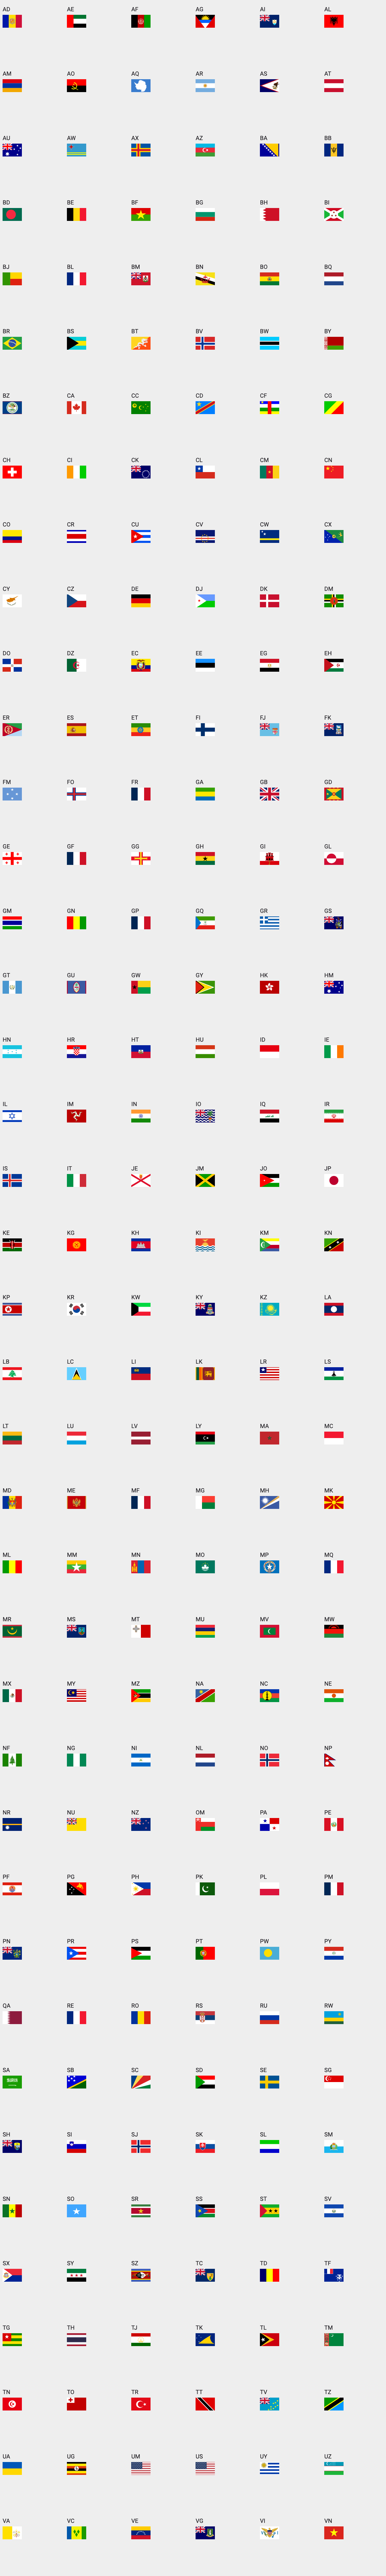 AD AE AF AG AI AL
AM AO AQ AR AS AT
AU AW AX AZ BA BB
BD BE BF BG BH BI
BJ BL BM BN BO BQ
BR BS BT BV BW BY
BZ CA CC CD CF CG
CH CI CK CL CM CN
CO CR CU CV CW CX
CY CZ DE DJ DK DM
DO DZ EC EE EG EH
ER ES ET FI FJ FK
FM FO FR GA GB GD
GE GF GG GH GI GL
GM GN GP GQ GR GS
GT GU GW GY HK HM
HN HR HT HU ID IE
IL IM IN IO IQ IR
IS IT JE JM JO JP
KE KG KH KI KM KN
KP KR KW KY KZ LA
LB LC LI LK LR LS
LT LU LV LY MA MC
MD ME MF MG MH MK
ML MM MN MO MP MQ
MR MS MT MU MV MW
MX MY MZ NA NC NE
NF NG NI NL NO NP
NR NU NZ OM PA PE
PF PG PH PK PL PM
PN PR PS PT PW PY
QA RE RO RS RU RW
SA SB SC SD SE SG
SH SI SJ SK SL SM
SN SO SR SS ST SV
SX SY SZ TC TD TF
TG TH TJ TK TL TM
TN TO TR TT TV TZ
UA UG UM US UY UZ
VA VC VE VG VI VN